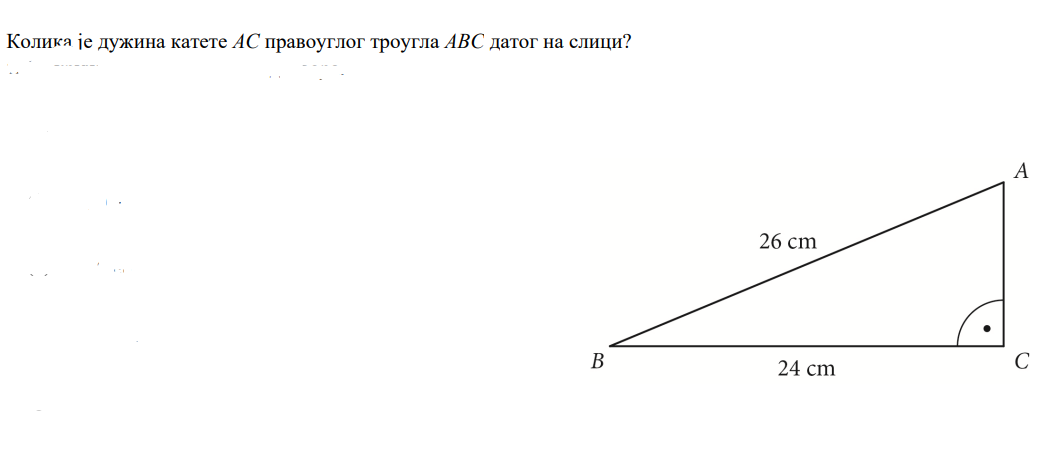 Колика је дужина катете AC правоуглог троугла ABC датог на слици?
A
26 cm
B
24 cm
C